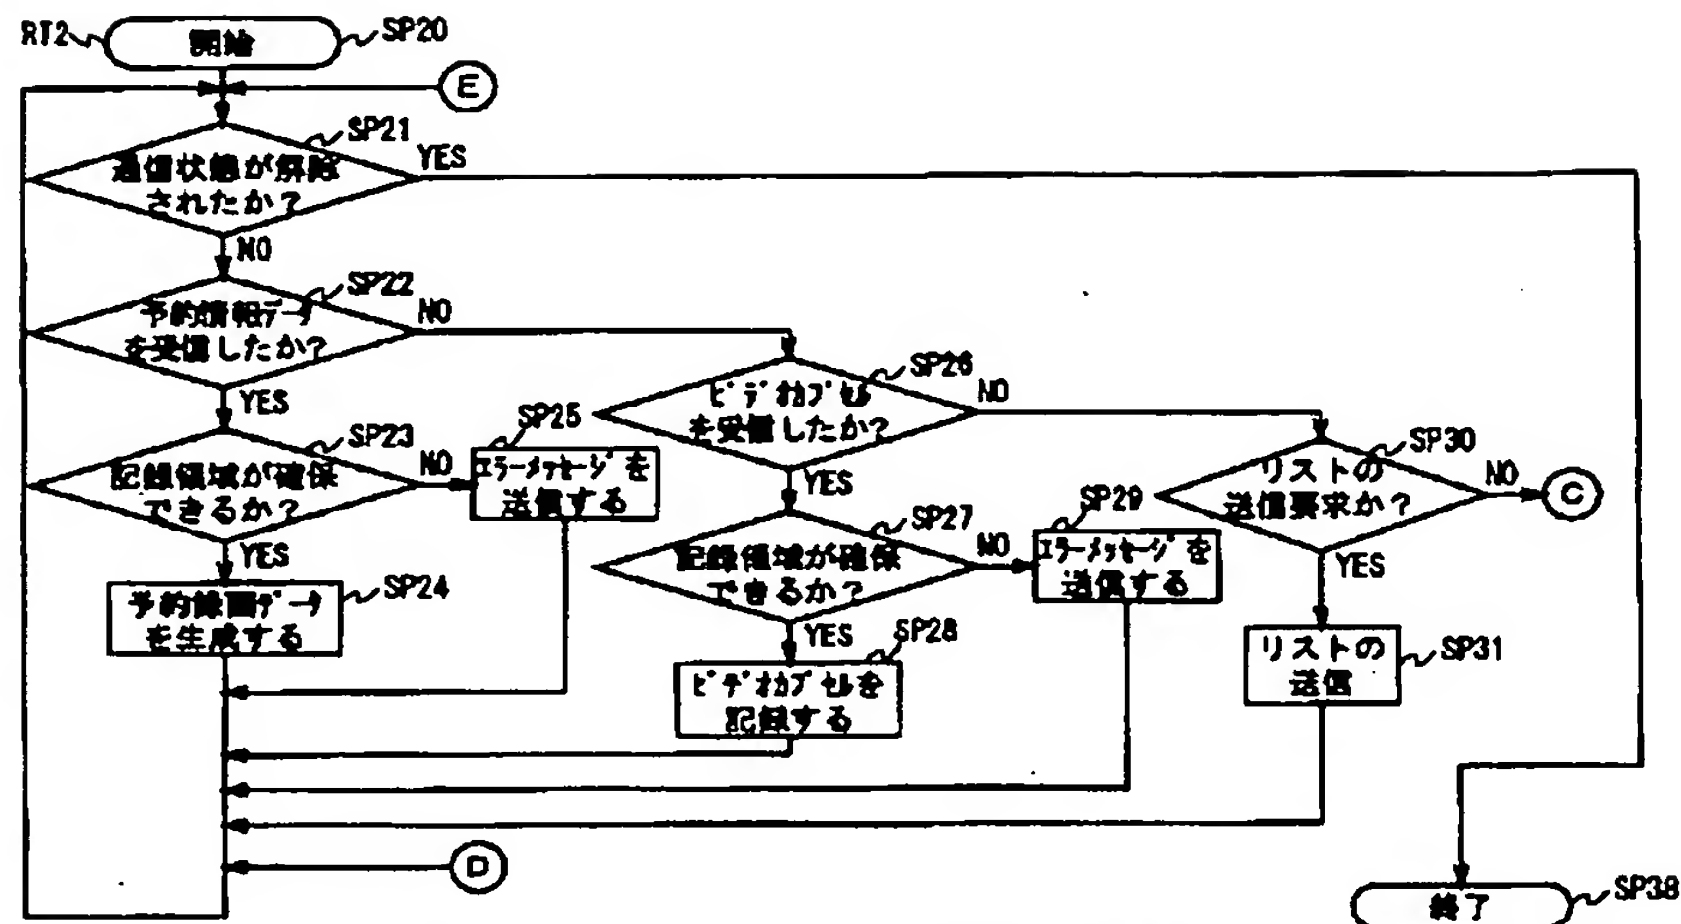 RT2
開始
SP20
E
SP21
通信状態が解除
されたか?
YES
NO
SP22
予約情報データ
を受信したか?
NO
YES
SP23
記録領域が確保
できるか?
NO
YES
SP24
予約録画データ
を生成する
SP25
エラーメッセージを
送信する
SP26
ビデオカプセル
を受信したか?
NO
YES
SP27
記録領域が確保
できるか?
NO
YES
SP28
ビデオカプセルを
記録する
SP29
エラーメッセージを
送信する
SP30
リストの
送信要求か?
NO
C
YES
リストの
送信
SP31
D
終了
SP38